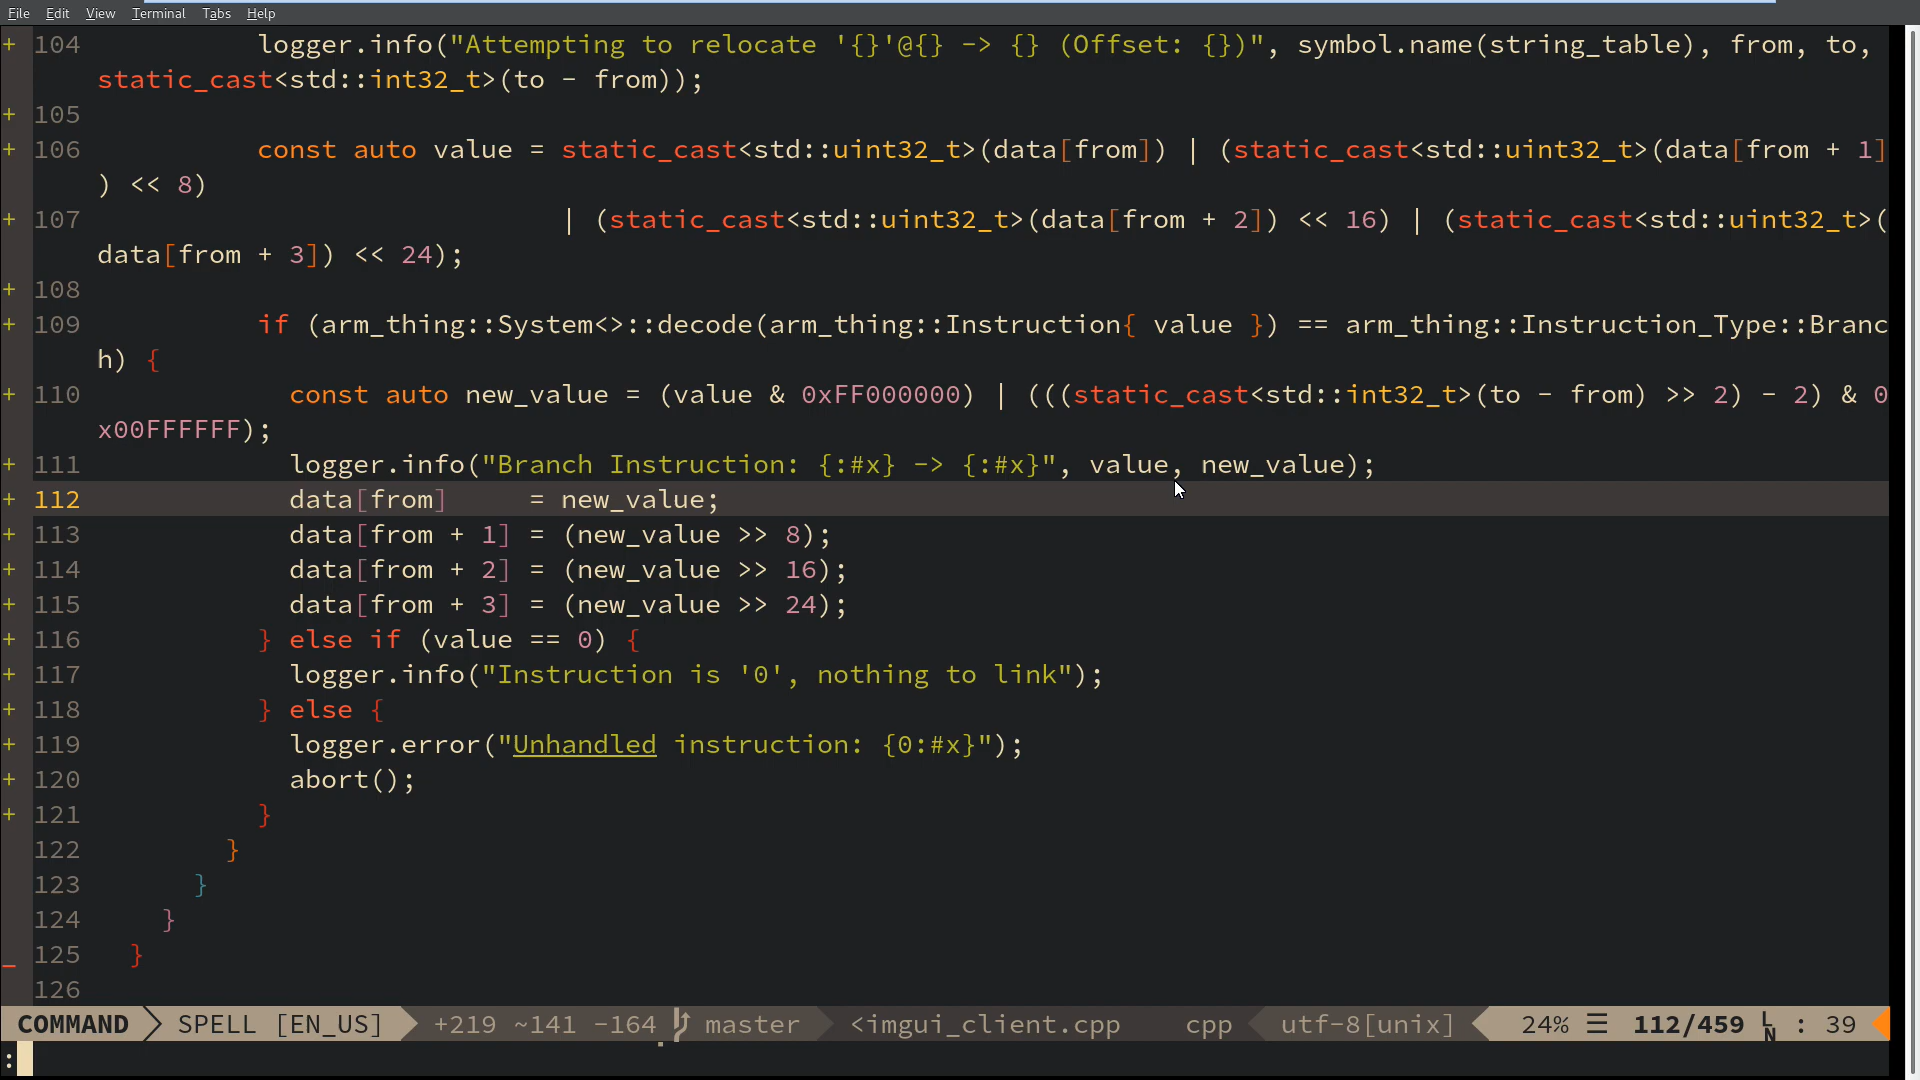 File Edit View Terminal Tabs Help
+ 104 logger.info("Attempting to relocate '{}'@{} -> {} (Offset: {})", symbol.name(string_table), from, to,
static_cast<std::int32_t>(to - from));
+ 105
+ 106 const auto value = static_cast<std::uint32_t>(data[from]) | (static_cast<std::uint32_t>(data[from + 1]
) << 8)
+ 107 | (static_cast<std::uint32_t>(data[from + 2]) << 16) | (static_cast<std::uint32_t>(
data[from + 3]) << 24);
+ 108
+ 109 if (arm_thing::System<>::decode(arm_thing::Instruction{ value }) == arm_thing::Instruction_Type::Branc
h) {
+ 110 const auto new_value = (value & 0xFF000000) | (((static_cast<std::int32_t>(to - from) >> 2) - 2) & 0
x00FFFFFF);
+ 111 logger.info("Branch Instruction: {:#x} -> {:#x}", value, new_value);
+ 112 data[from] = new_value;
+ 113 data[from + 1] = (new_value >> 8);
+ 114 data[from + 2] = (new_value >> 16);
+ 115 data[from + 3] = (new_value >> 24);
+ 116 } else if (value == 0) {
+ 117 logger.info("Instruction is '0', nothing to link");
+ 118 } else {
+ 119 logger.error("Unhandled instruction: {0:#x}");
+ 120 abort();
+ 121 }
122 }
123 }
124 }
_ 125 }
126
COMMAND SPELL [EN_US] +219 ~141 -164 master <imgui_client.cpp cpp utf-8[unix] 24% ☰ 112/459 LN : 39
: